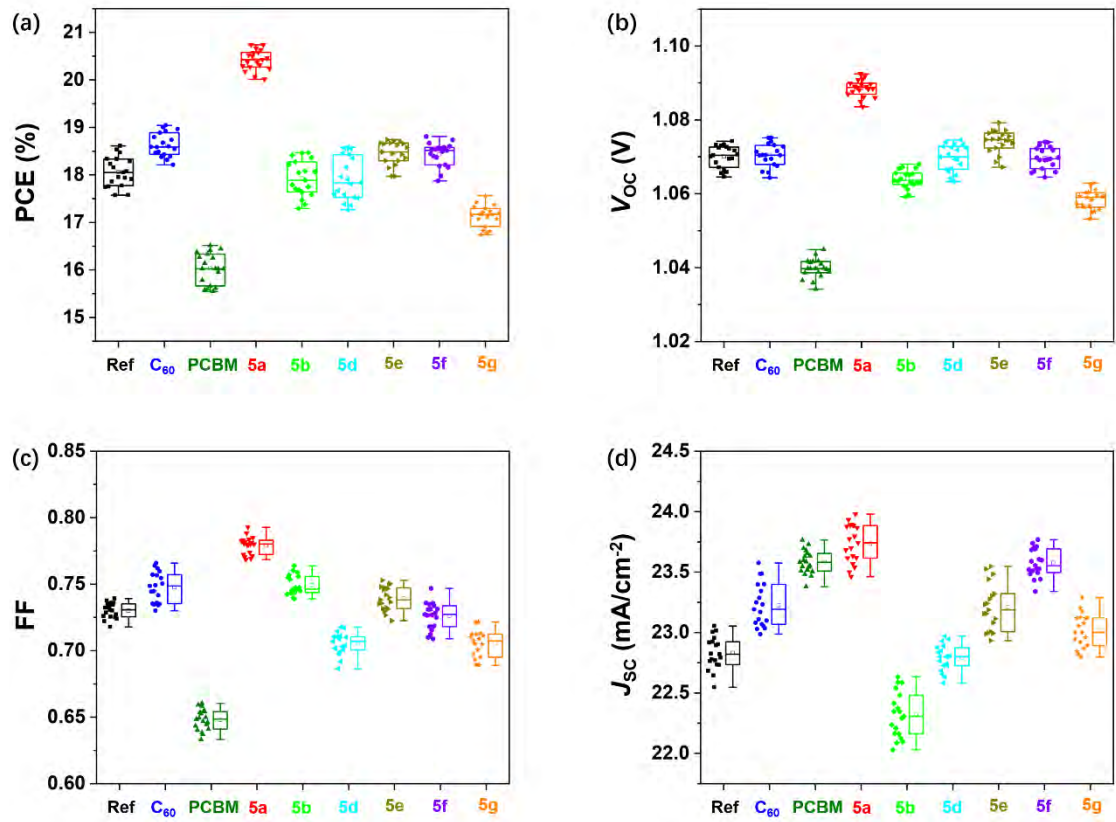 (a)
PCE (%)
21
20
19
18
17
16
15
Ref C₆₀ PCBM 5a 5b 5d 5e 5f 5g
(b)
V_OC (V)
1.10
1.08
1.06
1.04
1.02
Ref C₆₀ PCBM 5a 5b 5d 5e 5f 5g
(c)
FF
0.85
0.80
0.75
0.70
0.65
0.60
Ref C₆₀ PCBM 5a 5b 5d 5e 5f 5g
(d)
J_SC (mA/cm⁻²)
24.5
24.0
23.5
23.0
22.5
22.0
Ref C₆₀ PCBM 5a 5b 5d 5e 5f 5g